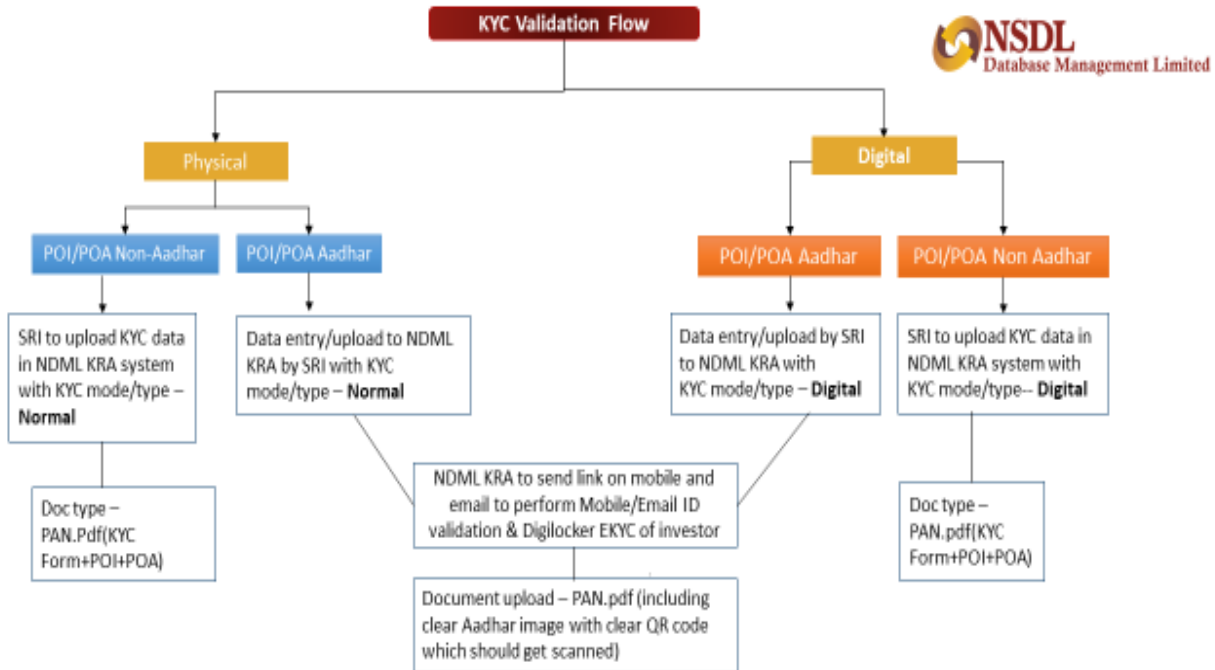 KYC Validation Flow
NSDL
Database Management Limited
Physical
Digital
POI/POA Non-Aadhar
POI/POA Aadhar
POI/POA Aadhar
POI/POA Non Aadhar
SRI to upload KYC data
in NDML KRA system
with KYC mode/type –
Normal
Data entry/upload to NDML
KRA by SRI with KYC
mode/type – Normal
Data entry/upload by SRI
to NDML KRA with
KYC mode/type – Digital
SRI to upload KYC data in
NDML KRA system with
KYC mode/type-- Digital
Doc type –
PAN.Pdf(KYC
Form+POI+POA)
NDML KRA to send link on mobile and
email to perform Mobile/Email ID
validation & Digilocker EKYC of investor
Doc type –
PAN.pdf(KYC
Form+POI+POA)
Document upload – PAN.pdf (including
clear Aadhar image with clear QR code
which should get scanned)